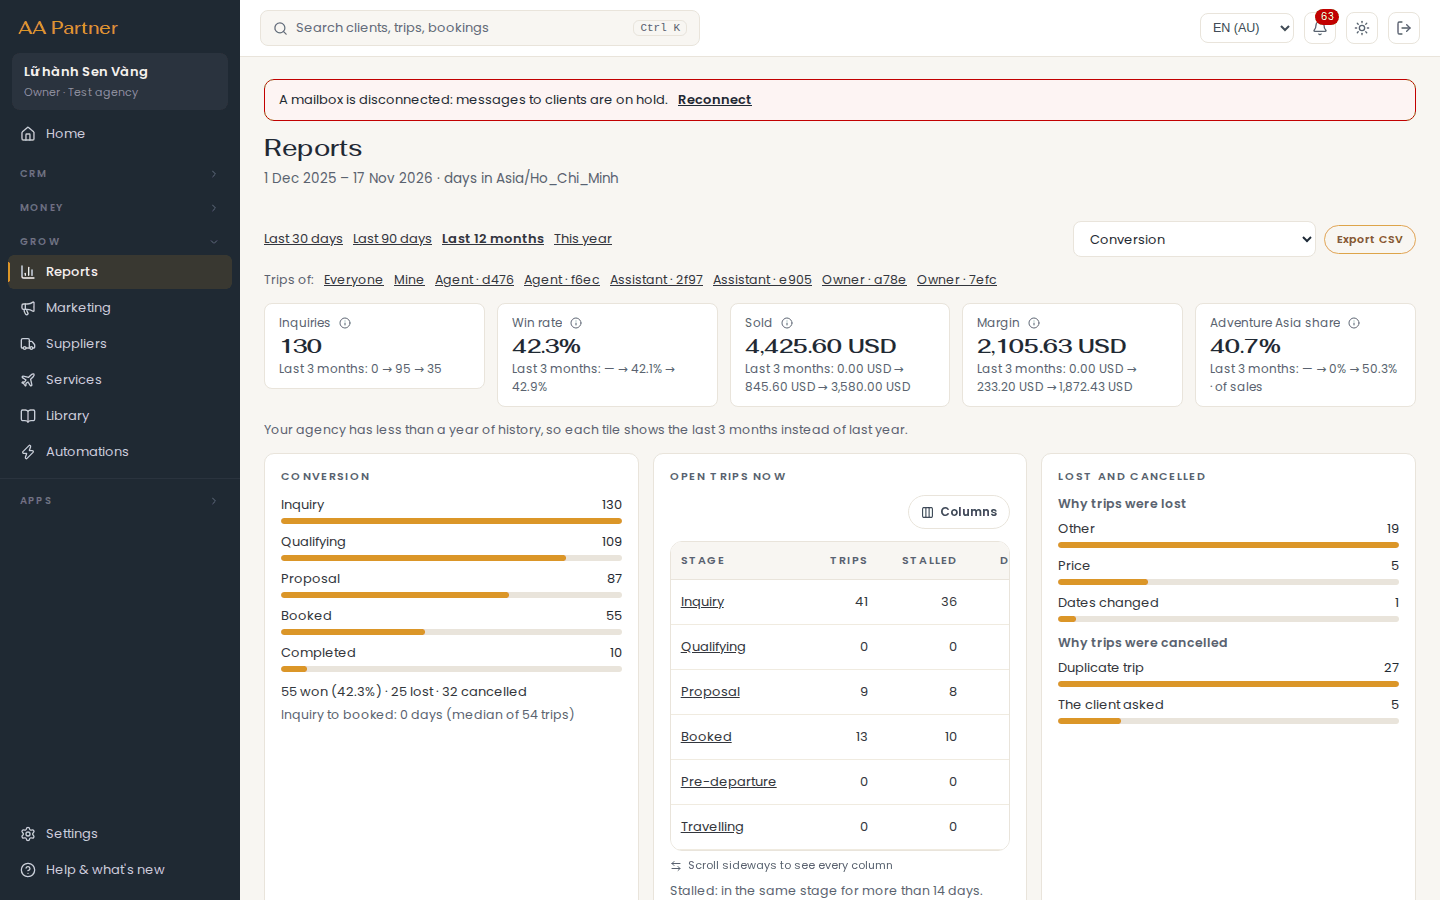 AA Partner
Lữ hành Sen Vàng
Owner · Test agency
Home
CRM
MONEY
GROW
Reports
Marketing
Suppliers
Services
Library
Automations
APPS
Settings
Help & what's new
Search clients, trips, bookings
Ctrl K
EN (AU)
63
A mailbox is disconnected: messages to clients are on hold. Reconnect
Reports
1 Dec 2025 – 17 Nov 2026 · days in Asia/Ho_Chi_Minh
Last 30 days Last 90 days Last 12 months This year
Conversion
Export CSV
Trips of: Everyone Mine Agent · d476 Agent · f6ec Assistant · 2f97 Assistant · e905 Owner · a78e Owner · 7efc
Inquiries
130
Last 3 months: 0 → 95 → 35
Win rate
42.3%
Last 3 months: — → 42.1% →
42.9%
Sold
4,425.60 USD
Last 3 months: 0.00 USD →
845.60 USD → 3,580.00 USD
Margin
2,105.63 USD
Last 3 months: 0.00 USD →
233.20 USD → 1,872.43 USD
Adventure Asia share
40.7%
Last 3 months: — → 0% → 50.3%
· of sales
Your agency has less than a year of history, so each tile shows the last 3 months instead of last year.
CONVERSION
Inquiry 130
Qualifying 109
Proposal 87
Booked 55
Completed 10
55 won (42.3%) · 25 lost · 32 cancelled
Inquiry to booked: 0 days (median of 54 trips)
OPEN TRIPS NOW
Columns
STAGE TRIPS STALLED D
Inquiry 41 36
Qualifying 0 0
Proposal 9 8
Booked 13 10
Pre-departure 0 0
Travelling 0 0
Scroll sideways to see every column
Stalled: in the same stage for more than 14 days.
LOST AND CANCELLED
Why trips were lost
Other 19
Price 5
Dates changed 1
Why trips were cancelled
Duplicate trip 27
The client asked 5